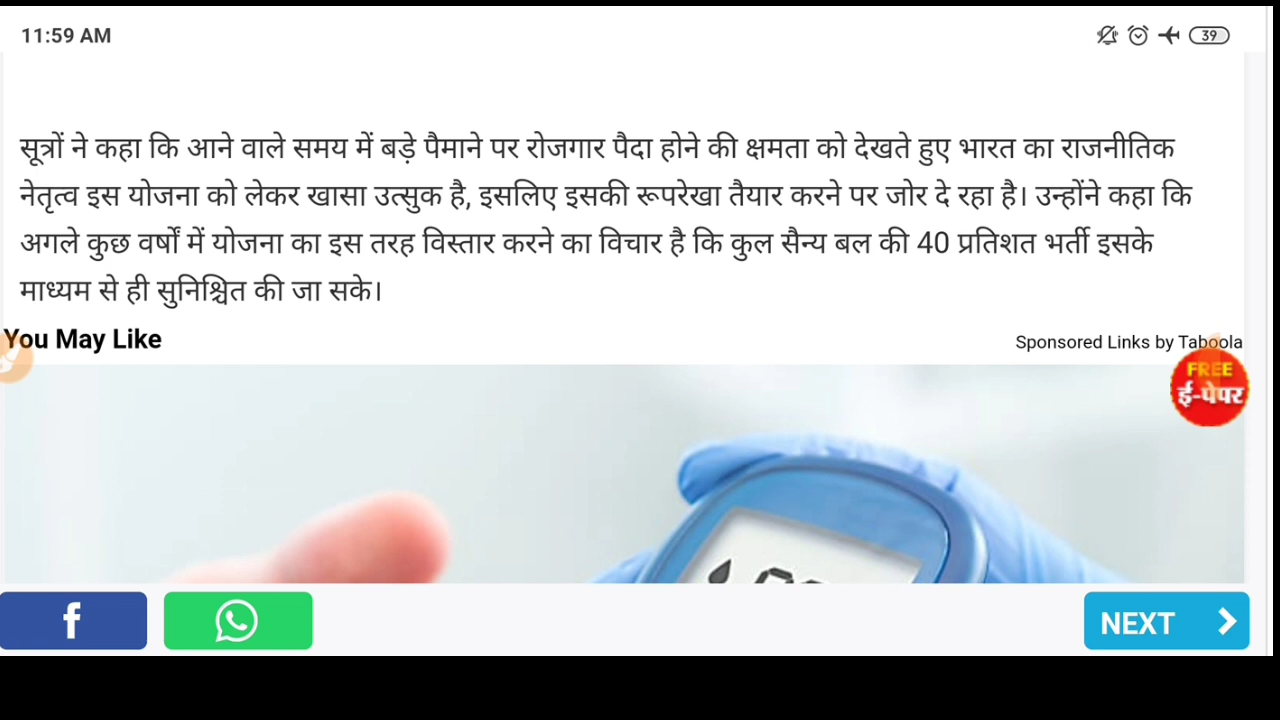 11:59 AM
39
सूत्रों ने कहा कि आने वाले समय में बड़े पैमाने पर रोजगार पैदा होने की क्षमता को देखते हुए भारत का राजनीतिक
नेतृत्व इस योजना को लेकर खासा उत्सुक है, इसलिए इसकी रूपरेखा तैयार करने पर जोर दे रहा है। उन्होंने कहा कि
अगले कुछ वर्षों में योजना का इस तरह विस्तार करने का विचार है कि कुल सैन्य बल की 40 प्रतिशत भर्ती इसके
माध्यम से ही सुनिश्चित की जा सके।
You May Like
Sponsored Links by Taboola
FREE
ई-पेपर
NEXT